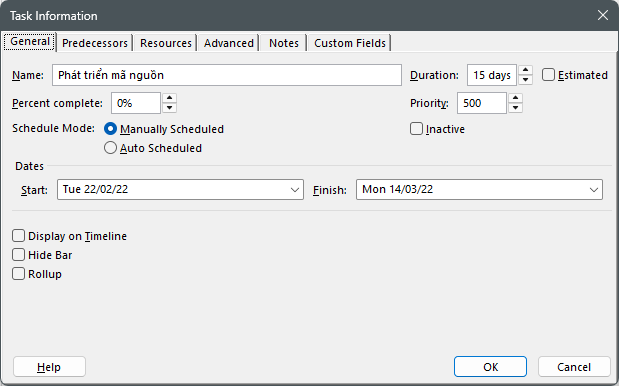 Task Information
General Predecessors Resources Advanced Notes Custom Fields
Name: Phát triển mã nguồn Duration: 15 days Estimated
Percent complete: 0% Priority: 500
Schedule Mode: Manually Scheduled Inactive
Auto Scheduled
Dates
Start: Tue 22/02/22 Finish: Mon 14/03/22
Display on Timeline
Hide Bar
Rollup
Help OK Cancel